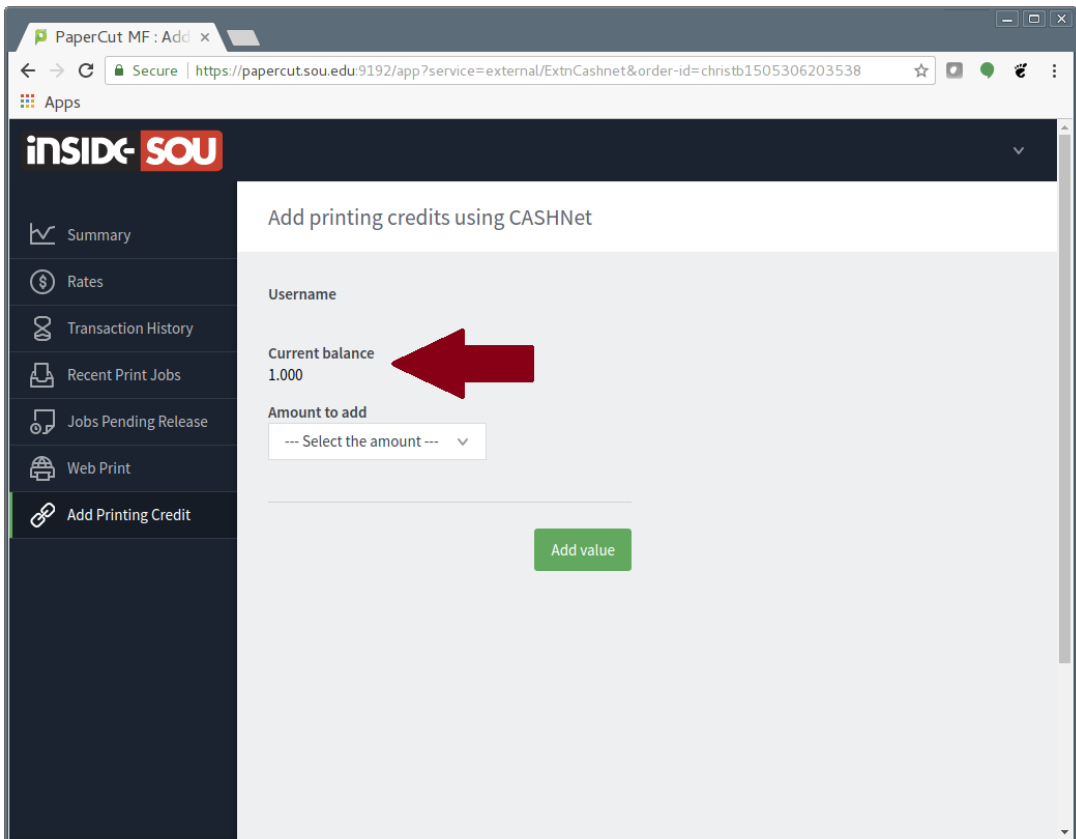 PaperCut MF : Add
Secure | https://papercut.sou.edu:9192/app?service=external/ExtnCashnet&order-id=christb1505306203538
Apps
inSIDE SOU
Add printing credits using CASHNet
Summary
Rates
Transaction History
Recent Print Jobs
Jobs Pending Release
Web Print
Add Printing Credit
Username
Current balance
1.000
Amount to add
--- Select the amount ---
Add value